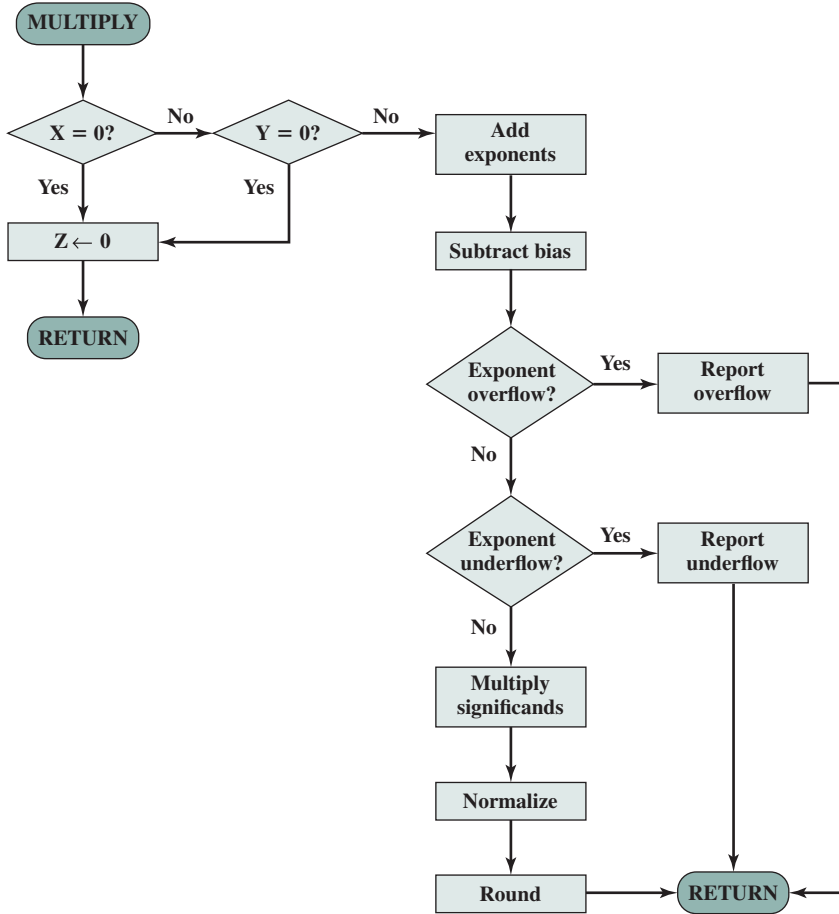 MULTIPLY
X = 0?
No
Y = 0?
No
Add
exponents
Yes
Yes
Z ← 0
Subtract bias
RETURN
Exponent
overflow?
Yes
Report
overflow
No
Exponent
underflow?
Yes
Report
underflow
No
Multiply
significands
Normalize
Round
RETURN